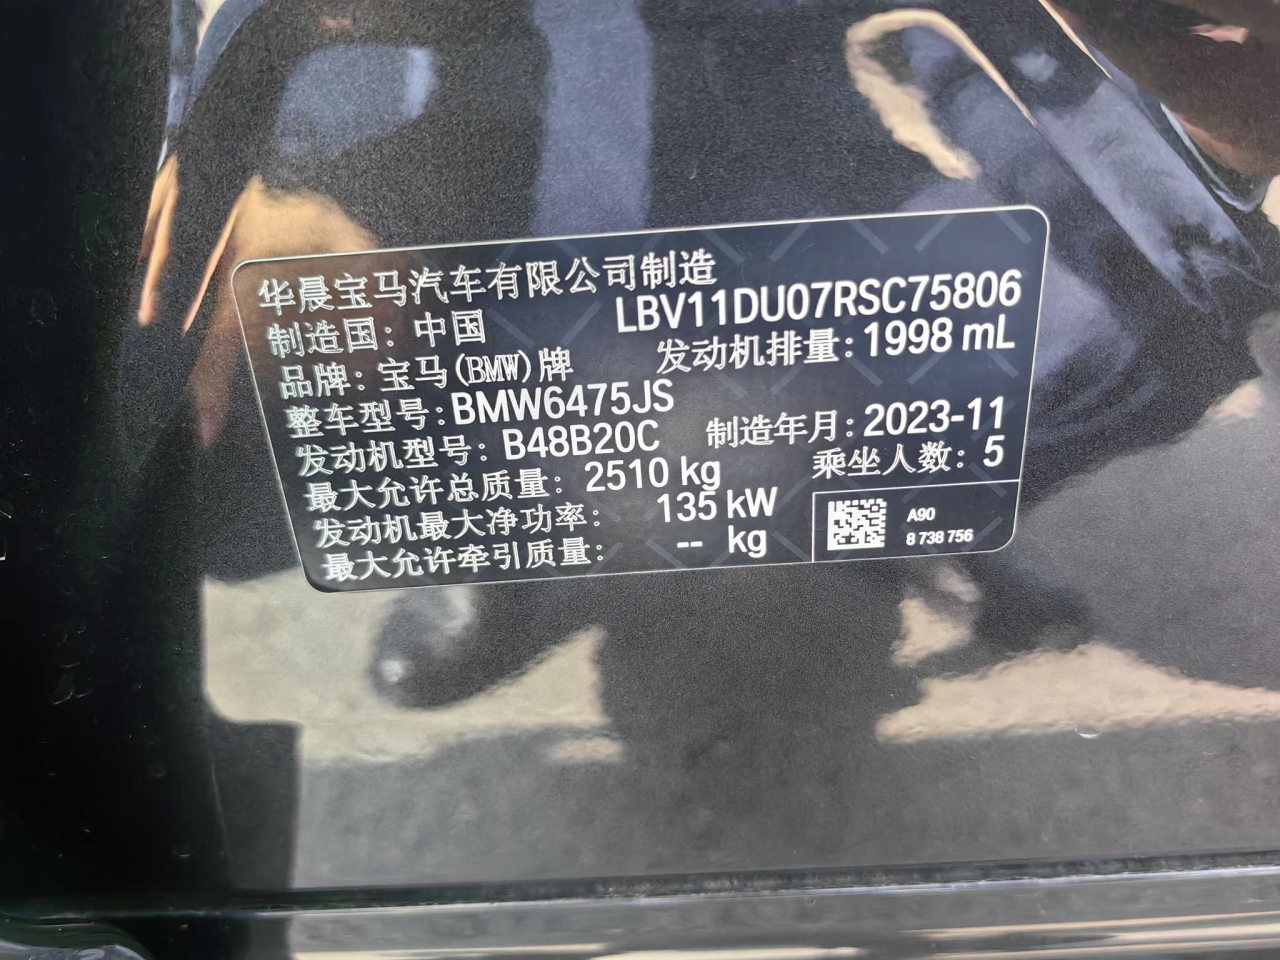 华晨宝马汽车有限公司制造
制造国：中国 LBV11DU07RSC75806
品牌：宝马(BMW)牌 发动机排量：1998 mL
整车型号：BMW6475JS
发动机型号：B48B20C 制造年月：2023-11
最大允许总质量：2510 kg 乘坐人数：5
发动机最大净功率：135 kW
最大允许牵引质量：-- kg
A90
8 738 756